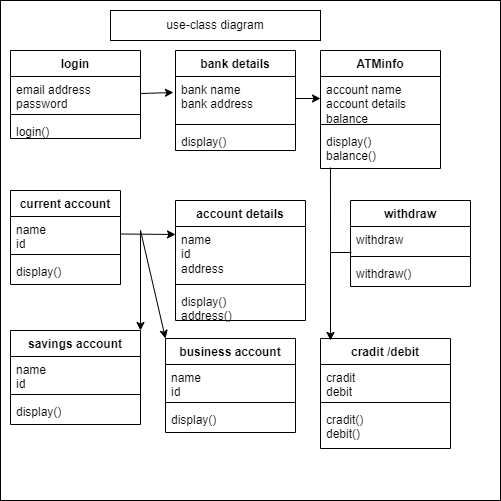 use-class diagram
login
email address
password
login()
bank details
bank name
bank address
display()
ATMinfo
account name
account details
balance
display()
balance()
current account
name
id
display()
account details
name
id
address
display()
address()
withdraw
withdraw
withdraw()
savings account
name
id
display()
business account
name
id
display()
cradit /debit
cradit
debit
cradit()
debit()